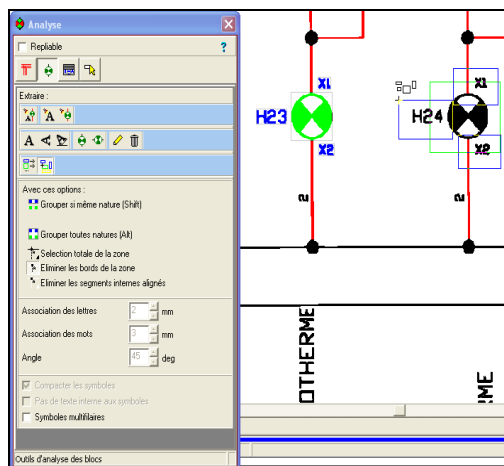 Analyse
Repliable
?
Extraire :
Avec ces options :
Grouper si même nature (Shift)
Grouper toutes natures (Alt)
Selection totale de la zone
Eliminer les bords de la zone
Eliminer les segments internes alignés
Association des lettres 2 mm
Association des mots 3 mm
Angle 45 deg
Compacter les symboles
Pas de texte interne aux symboles
Symboles multifilaires
Outils d'analyse des blocs
X1
H23
X2
2
OTHERME
X1
H24
X2
2
RME